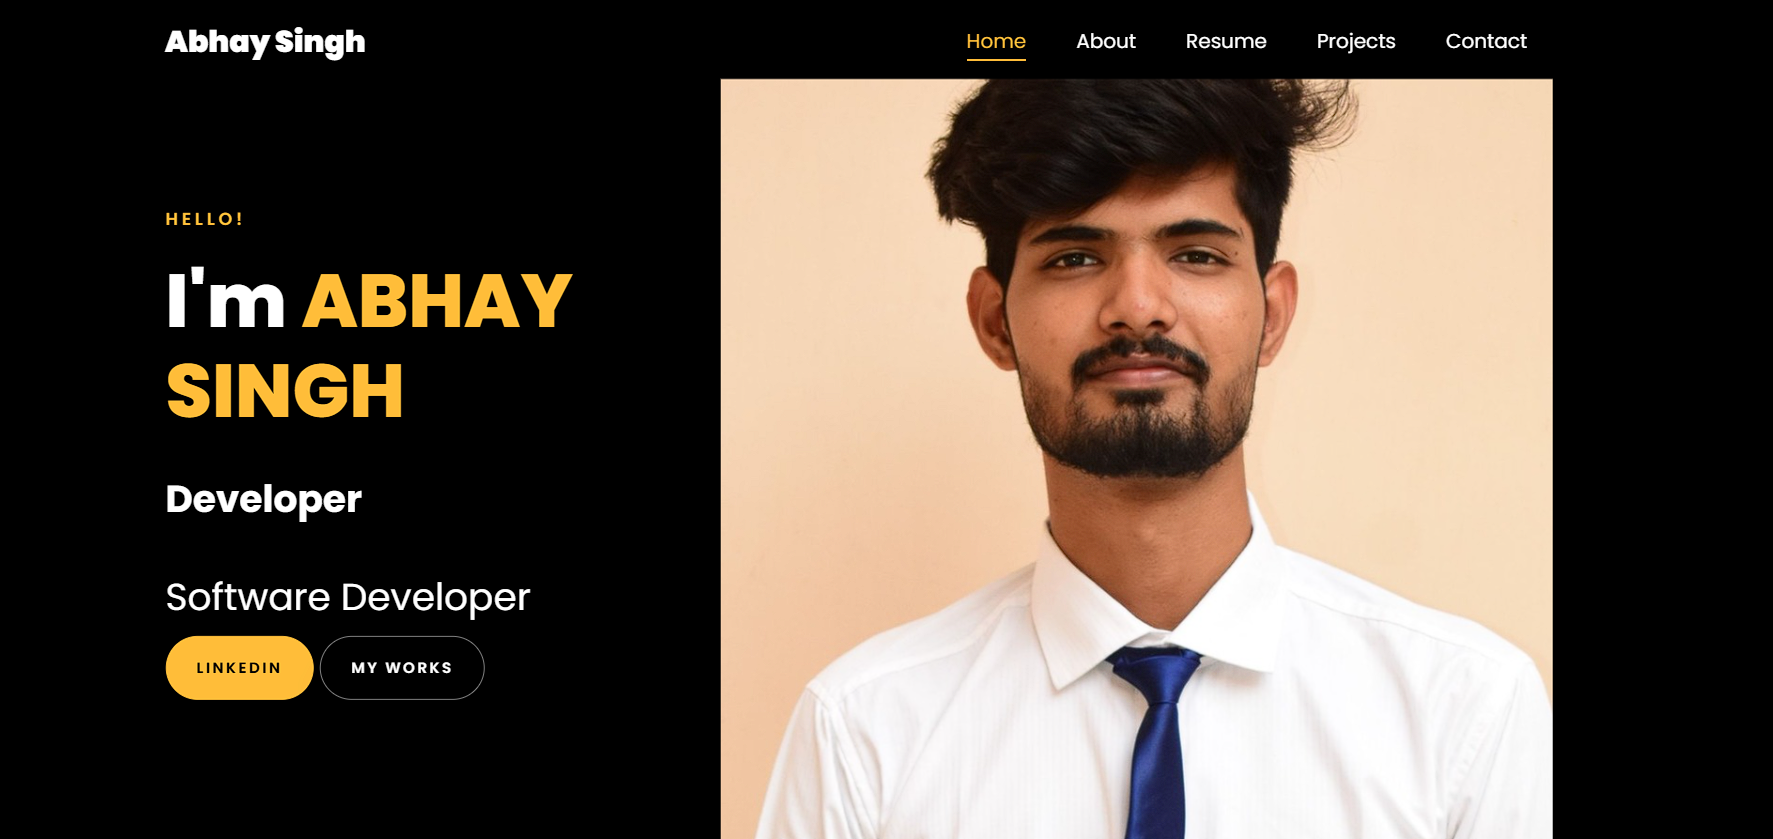 Abhay Singh
Home About Resume Projects Contact
HELLO!
I'm ABHAY
SINGH
Developer
Software Developer
LINKEDIN MY WORKS